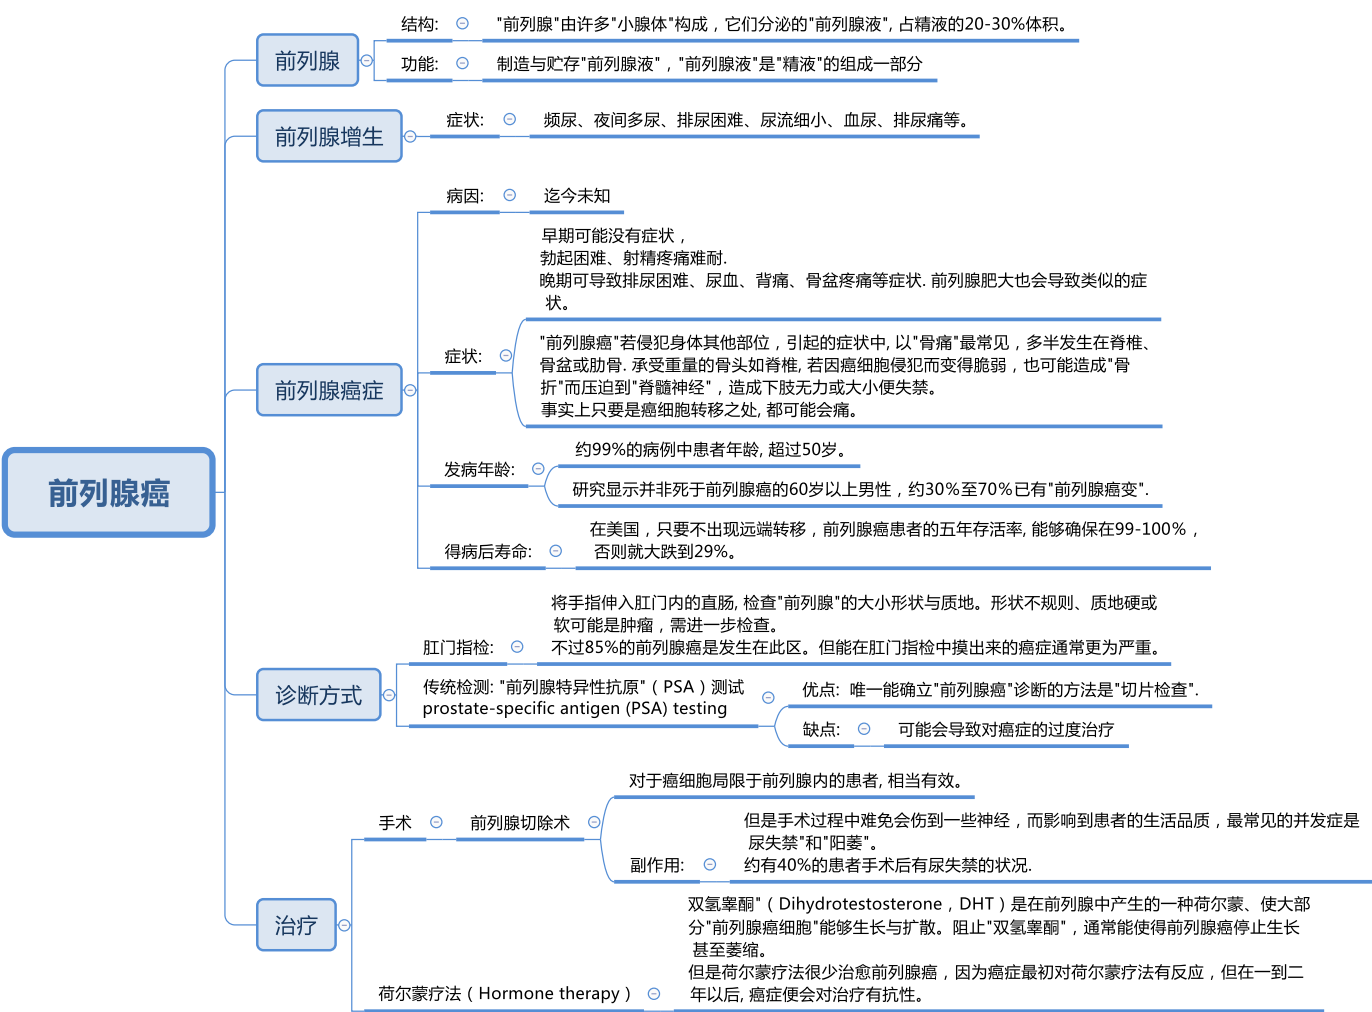 前列腺癌
前列腺
结构:
"前列腺"由许多"小腺体"构成，它们分泌的"前列腺液", 占精液的20-30%体积。
功能:
制造与贮存"前列腺液"，"前列腺液"是"精液"的组成一部分
前列腺增生
症状:
频尿、夜间多尿、排尿困难、尿流细小、血尿、排尿痛等。
前列腺癌症
病因:
迄今未知
症状:
早期可能没有症状，
勃起困难、射精疼痛难耐.
晚期可导致排尿困难、尿血、背痛、骨盆疼痛等症状. 前列腺肥大也会导致类似的症
状。
"前列腺癌"若侵犯身体其他部位，引起的症状中, 以"骨痛"最常见，多半发生在脊椎、
骨盆或肋骨. 承受重量的骨头如脊椎, 若因癌细胞侵犯而变得脆弱，也可能造成"骨
折"而压迫到"脊髓神经"，造成下肢无力或大小便失禁。
事实上只要是癌细胞转移之处, 都可能会痛。
发病年龄:
约99%的病例中患者年龄, 超过50岁。
研究显示并非死于前列腺癌的60岁以上男性，约30%至70%已有"前列腺癌变".
得病后寿命:
在美国，只要不出现远端转移，前列腺癌患者的五年存活率, 能够确保在99-100%，
否则就大跌到29%。
诊断方式
肛门指检:
将手指伸入肛门内的直肠, 检查"前列腺"的大小形状与质地。形状不规则、质地硬或
软可能是肿瘤，需进一步检查。
不过85%的前列腺癌是发生在此区。但能在肛门指检中摸出来的癌症通常更为严重。
传统检测: "前列腺特异性抗原"（PSA）测试
prostate-specific antigen (PSA) testing
优点: 唯一能确立"前列腺癌"诊断的方法是"切片检查".
缺点:
可能会导致对癌症的过度治疗
治疗
手术
前列腺切除术
对于癌细胞局限于前列腺内的患者, 相当有效。
副作用:
但是手术过程中难免会伤到一些神经，而影响到患者的生活品质，最常见的并发症是
尿失禁"和"阳萎"。
约有40%的患者手术后有尿失禁的状况.
荷尔蒙疗法（Hormone therapy）
双氢睾酮"（Dihydrotestosterone，DHT）是在前列腺中产生的一种荷尔蒙、使大部
分"前列腺癌细胞"能够生长与扩散。阻止"双氢睾酮"，通常能使得前列腺癌停止生长
甚至萎缩。
但是荷尔蒙疗法很少治愈前列腺癌，因为癌症最初对荷尔蒙疗法有反应，但在一到二
年以后, 癌症便会对治疗有抗性。